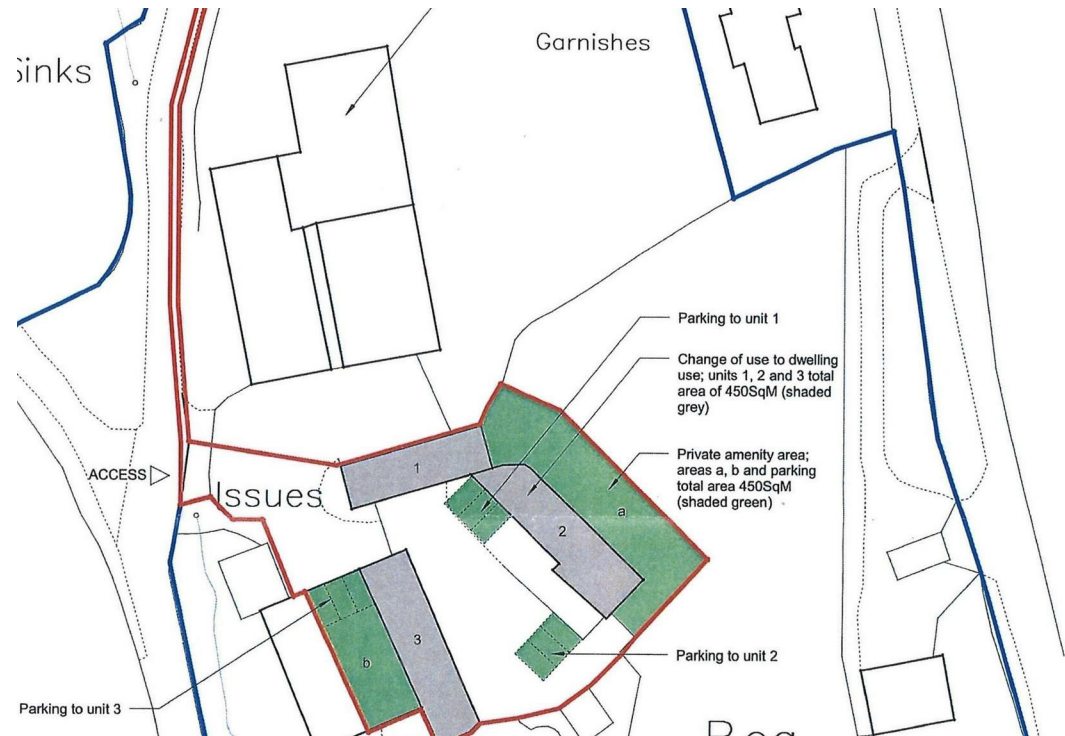 Garnishes
Sinks
Parking to unit 1
Change of use to dwelling
use; units 1, 2 and 3 total
area of 450SqM (shaded
grey)
Private amenity area;
areas a, b and parking
total area 450SqM
(shaded green)
ACCESS
Issues
1
2
a
3
b
Parking to unit 2
Parking to unit 3